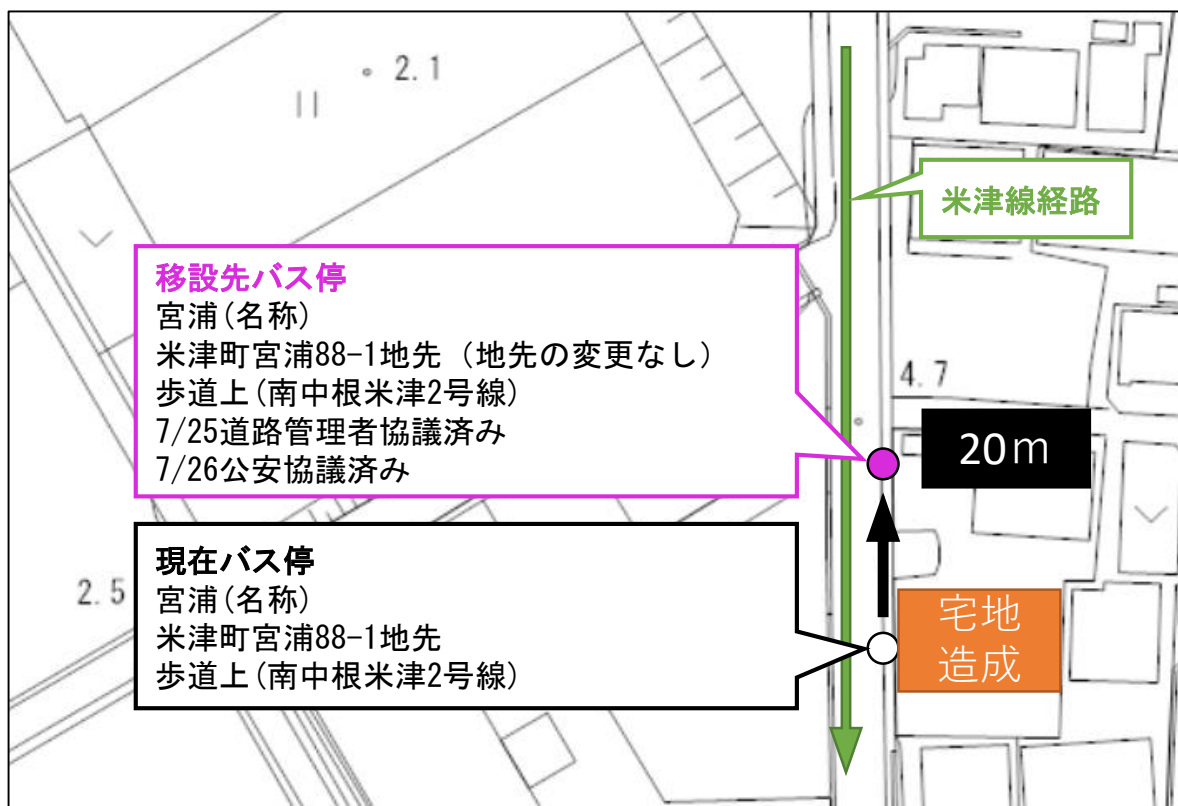 2.1
米津線経路
移設先バス停
宮浦(名称)
米津町宮浦88-1地先（地先の変更なし）
歩道上(南中根米津2号線)
7/25道路管理者協議済み
7/26公安協議済み
4.7
20ｍ
現在バス停
宮浦(名称)
米津町宮浦88-1地先
歩道上(南中根米津2号線)
2.5
宅地
造成